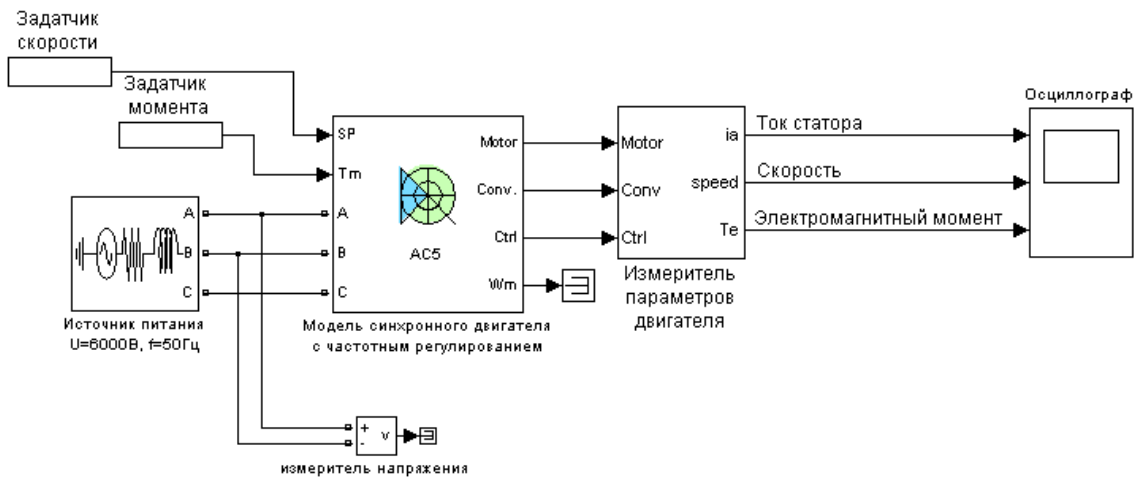 Задатчик
скорости
Задатчик
момента
SP
Tm
A
B
C
AC5
Motor
Conv.
Ctrl
Wm
Модель синхронного двигателя
с частотным регулированием
A
B
C
Источник питания
U=6000В, f=50Гц
Motor
Conv
Ctrl
ia
speed
Te
Измеритель
параметров
двигателя
Ток статора
Скорость
Электромагнитный момент
Осциллограф
+
-
v
измеритель напряжения